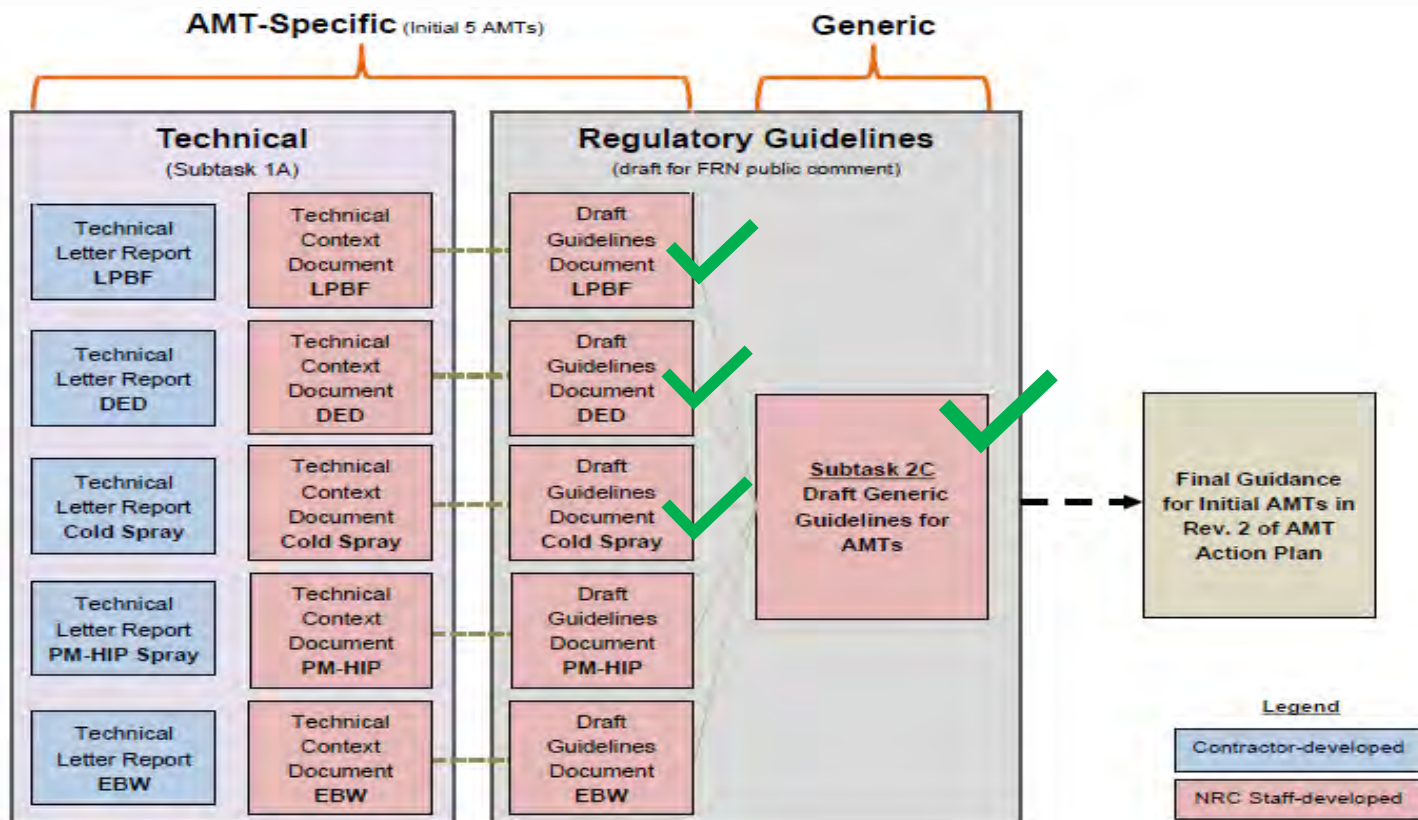 AMT-Specific (Initial 5 AMTs)
Generic
Technical
(Subtask 1A)
Regulatory Guidelines
(draft for FRN public comment)
Technical
Letter Report
LPBF
Technical
Context
Document
LPBF
Draft
Guidelines
Document
LPBF
Technical
Letter Report
DED
Technical
Context
Document
DED
Draft
Guidelines
Document
DED
Technical
Letter Report
Cold Spray
Technical
Context
Document
Cold Spray
Draft
Guidelines
Document
Cold Spray
Technical
Letter Report
PM-HIP Spray
Technical
Context
Document
PM-HIP
Draft
Guidelines
Document
PM-HIP
Technical
Letter Report
EBW
Technical
Context
Document
EBW
Draft
Guidelines
Document
EBW
Subtask 2C
Draft Generic
Guidelines for
AMTs
Final Guidance
for Initial AMTs in
Rev. 2 of AMT
Action Plan
Legend
Contractor-developed
NRC Staff-developed